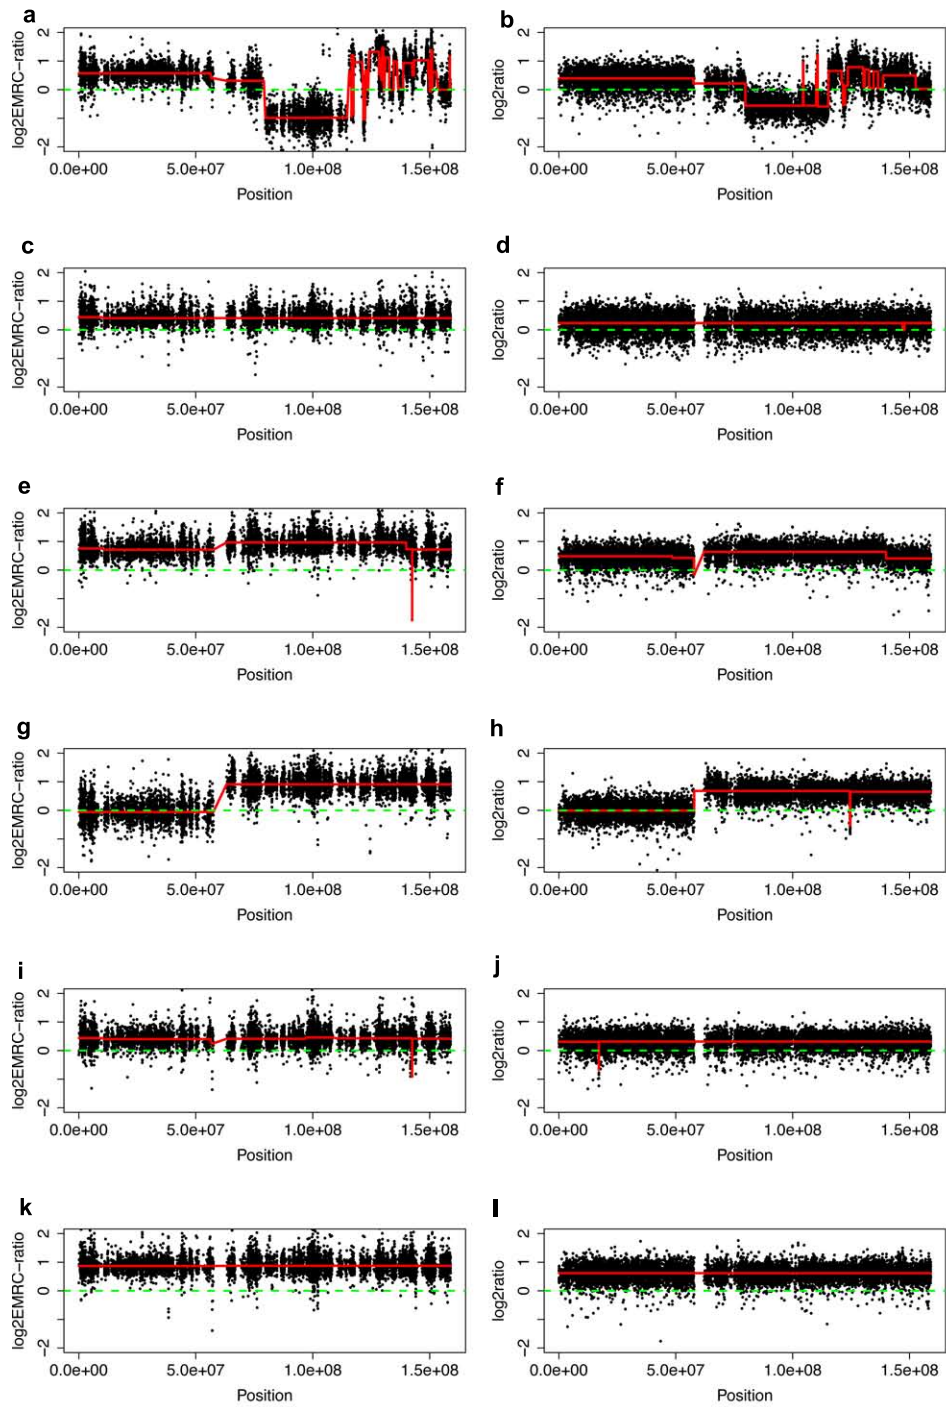 a b
log2EMRC−ratio −2 0 1 2 log2ratio −2 0 1 2
0.0e+00 5.0e+07 1.0e+08 1.5e+08 0.0e+00 5.0e+07 1.0e+08 1.5e+08
Position Position
c d
log2EMRC−ratio −2 0 1 2 log2ratio −2 0 1 2
0.0e+00 5.0e+07 1.0e+08 1.5e+08 0.0e+00 5.0e+07 1.0e+08 1.5e+08
Position Position
e f
log2EMRC−ratio −2 0 1 2 log2ratio −2 0 1 2
0.0e+00 5.0e+07 1.0e+08 1.5e+08 0.0e+00 5.0e+07 1.0e+08 1.5e+08
Position Position
g h
log2EMRC−ratio −2 0 1 2 log2ratio −2 0 1 2
0.0e+00 5.0e+07 1.0e+08 1.5e+08 0.0e+00 5.0e+07 1.0e+08 1.5e+08
Position Position
i j
log2EMRC−ratio −2 0 1 2 log2ratio −2 0 1 2
0.0e+00 5.0e+07 1.0e+08 1.5e+08 0.0e+00 5.0e+07 1.0e+08 1.5e+08
Position Position
k l
log2EMRC−ratio −2 0 1 2 log2ratio −2 0 1 2
0.0e+00 5.0e+07 1.0e+08 1.5e+08 0.0e+00 5.0e+07 1.0e+08 1.5e+08
Position Position